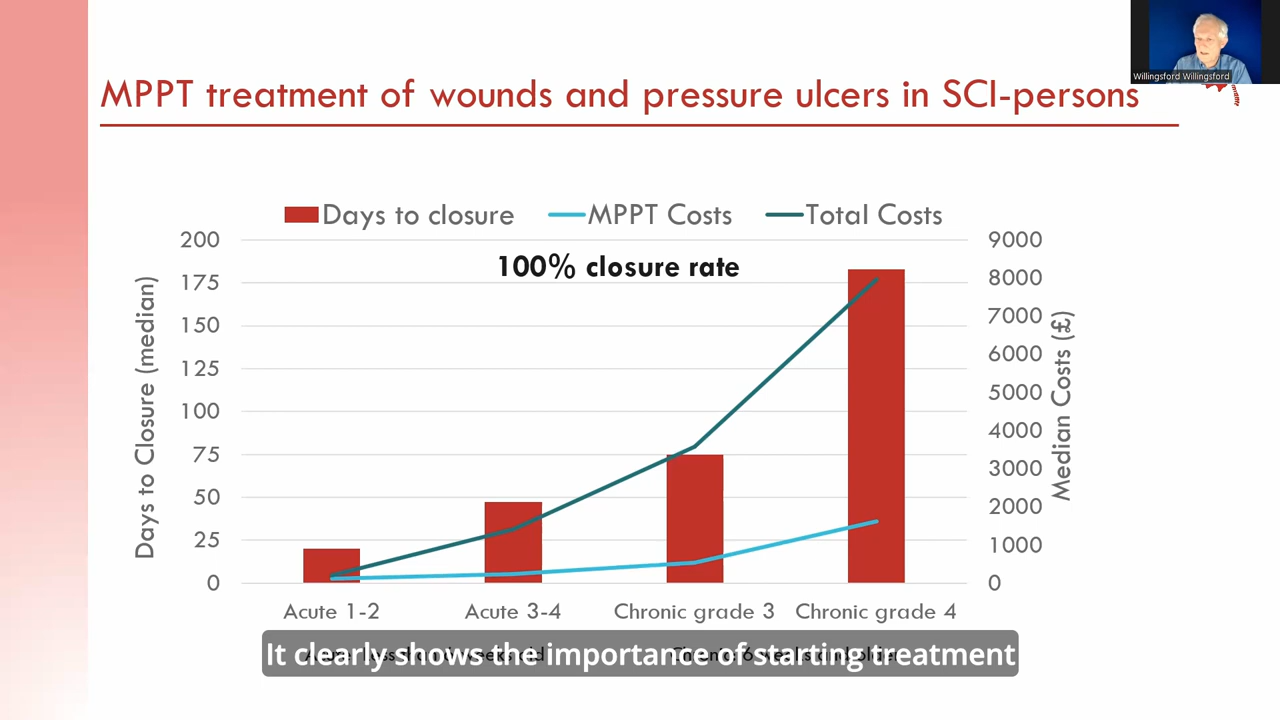 Willingsford Willingsford
MPPT treatment of wounds and pressure ulcers in SCI-persons
Days to closure MPPT Costs Total Costs
100% closure rate
Days to Closure (median)
200
175
150
125
100
75
50
25
0
9000
8000
7000
6000
5000
4000
3000
2000
1000
0
Median Costs (£)
Acute 1-2 Acute 3-4 Chronic grade 3 Chronic grade 4
It clearly shows the importance of starting treatment